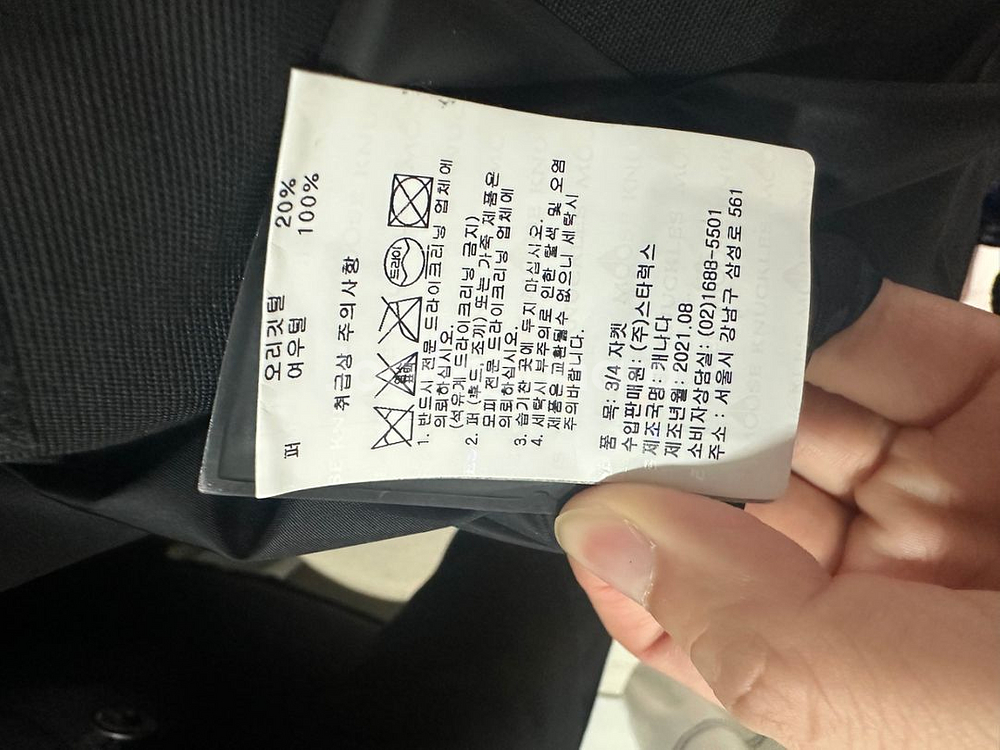 오리깃털 20%
퍼 여우털 100%
취급상 주의사항
드라이
1. 반드시 전문 드라이크리닝 업체에
의뢰하십시오.
(석유계 드라이크리닝 금지)
2. 퍼 (후드, 조끼) 또는 가죽 제품은
모피 전문 드라이크리닝 업체에
의뢰하십시오.
3. 습기찬 곳에 두지 마십시오.
4. 세탁시 부주의로 인한 탈색 및 오염
제품은 교환될수 없으니 세탁시
주의바랍니다.
품 목: 3/4 자켓
수입판매원: (주)스타럭스
제조국명: 캐나다
제조년월: 2021.08
소비자상담실: (02)1688-5501
주소 : 서울시 강남구 삼성로 561